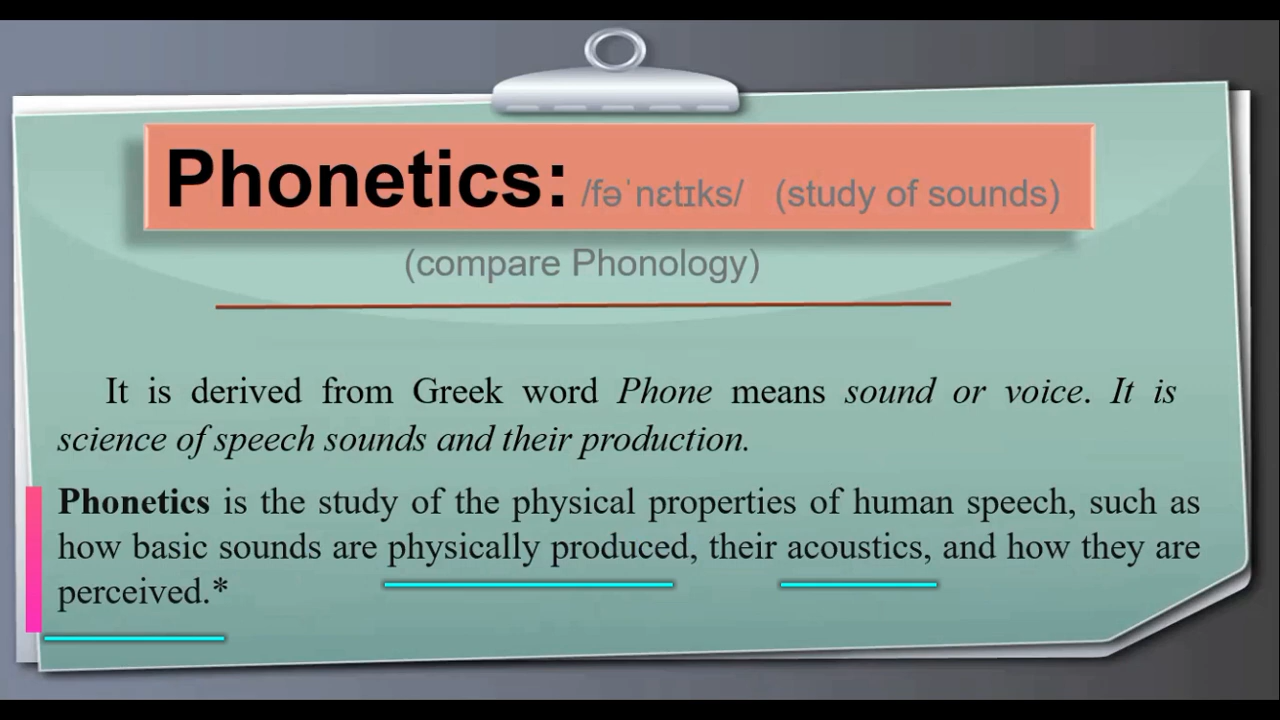 Phonetics: /fəˈnɛtɪks/ (study of sounds)
(compare Phonology)
It is derived from Greek word Phone means sound or voice. It is
science of speech sounds and their production.
Phonetics is the study of the physical properties of human speech, such as
how basic sounds are physically produced, their acoustics, and how they are
perceived.*